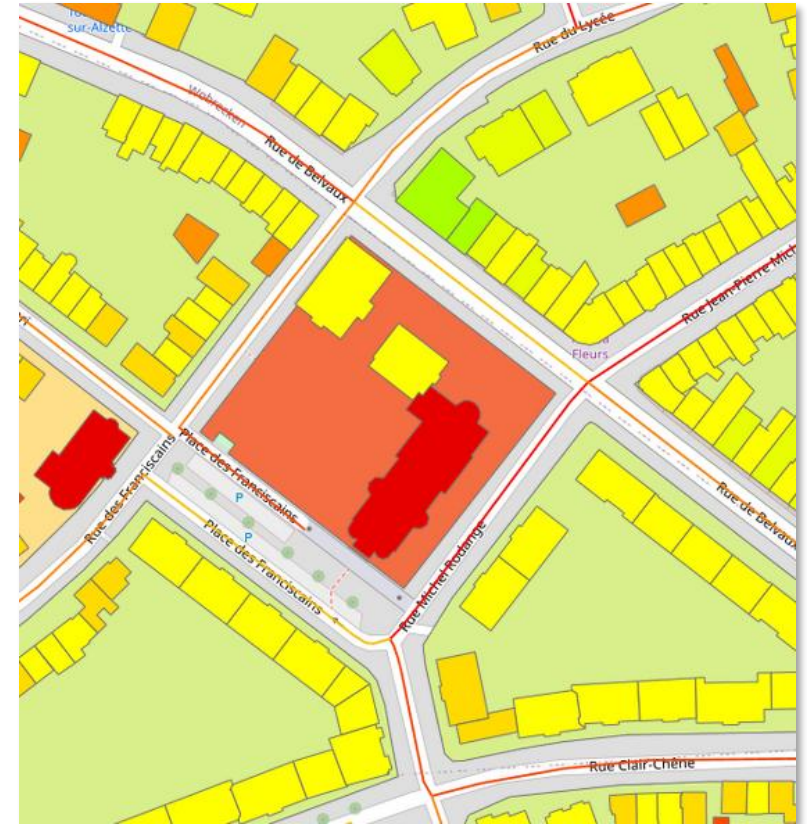 sur-Alzette
Rue du Lycée
Wobrecken
Rue de Belvaux
Rue Jean-Pierre Mich
Fleurs
Place des Franciscains
P
P
Rue des Franciscains
Place des Franciscains
Rue Michel Rodange
Rue de Belvaux
Rue Clair-Chêne